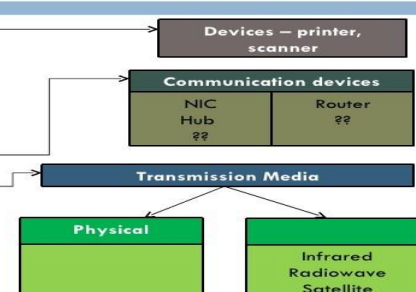 Devices – printer,
scanner
Communication devices
NIC
Hub
??
Router
??
Transmission Media
Physical
Infrared
Radiowave
Satellite